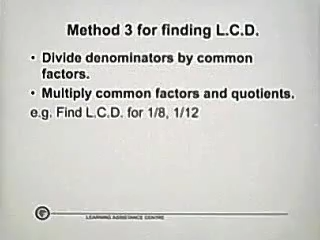 Method 3 for finding L.C.D.
• Divide denominators by common
factors.
• Multiply common factors and quotients.
e.g. Find L.C.D. for 1/8, 1/12
LEARNING ASSISTANCE CENTRE